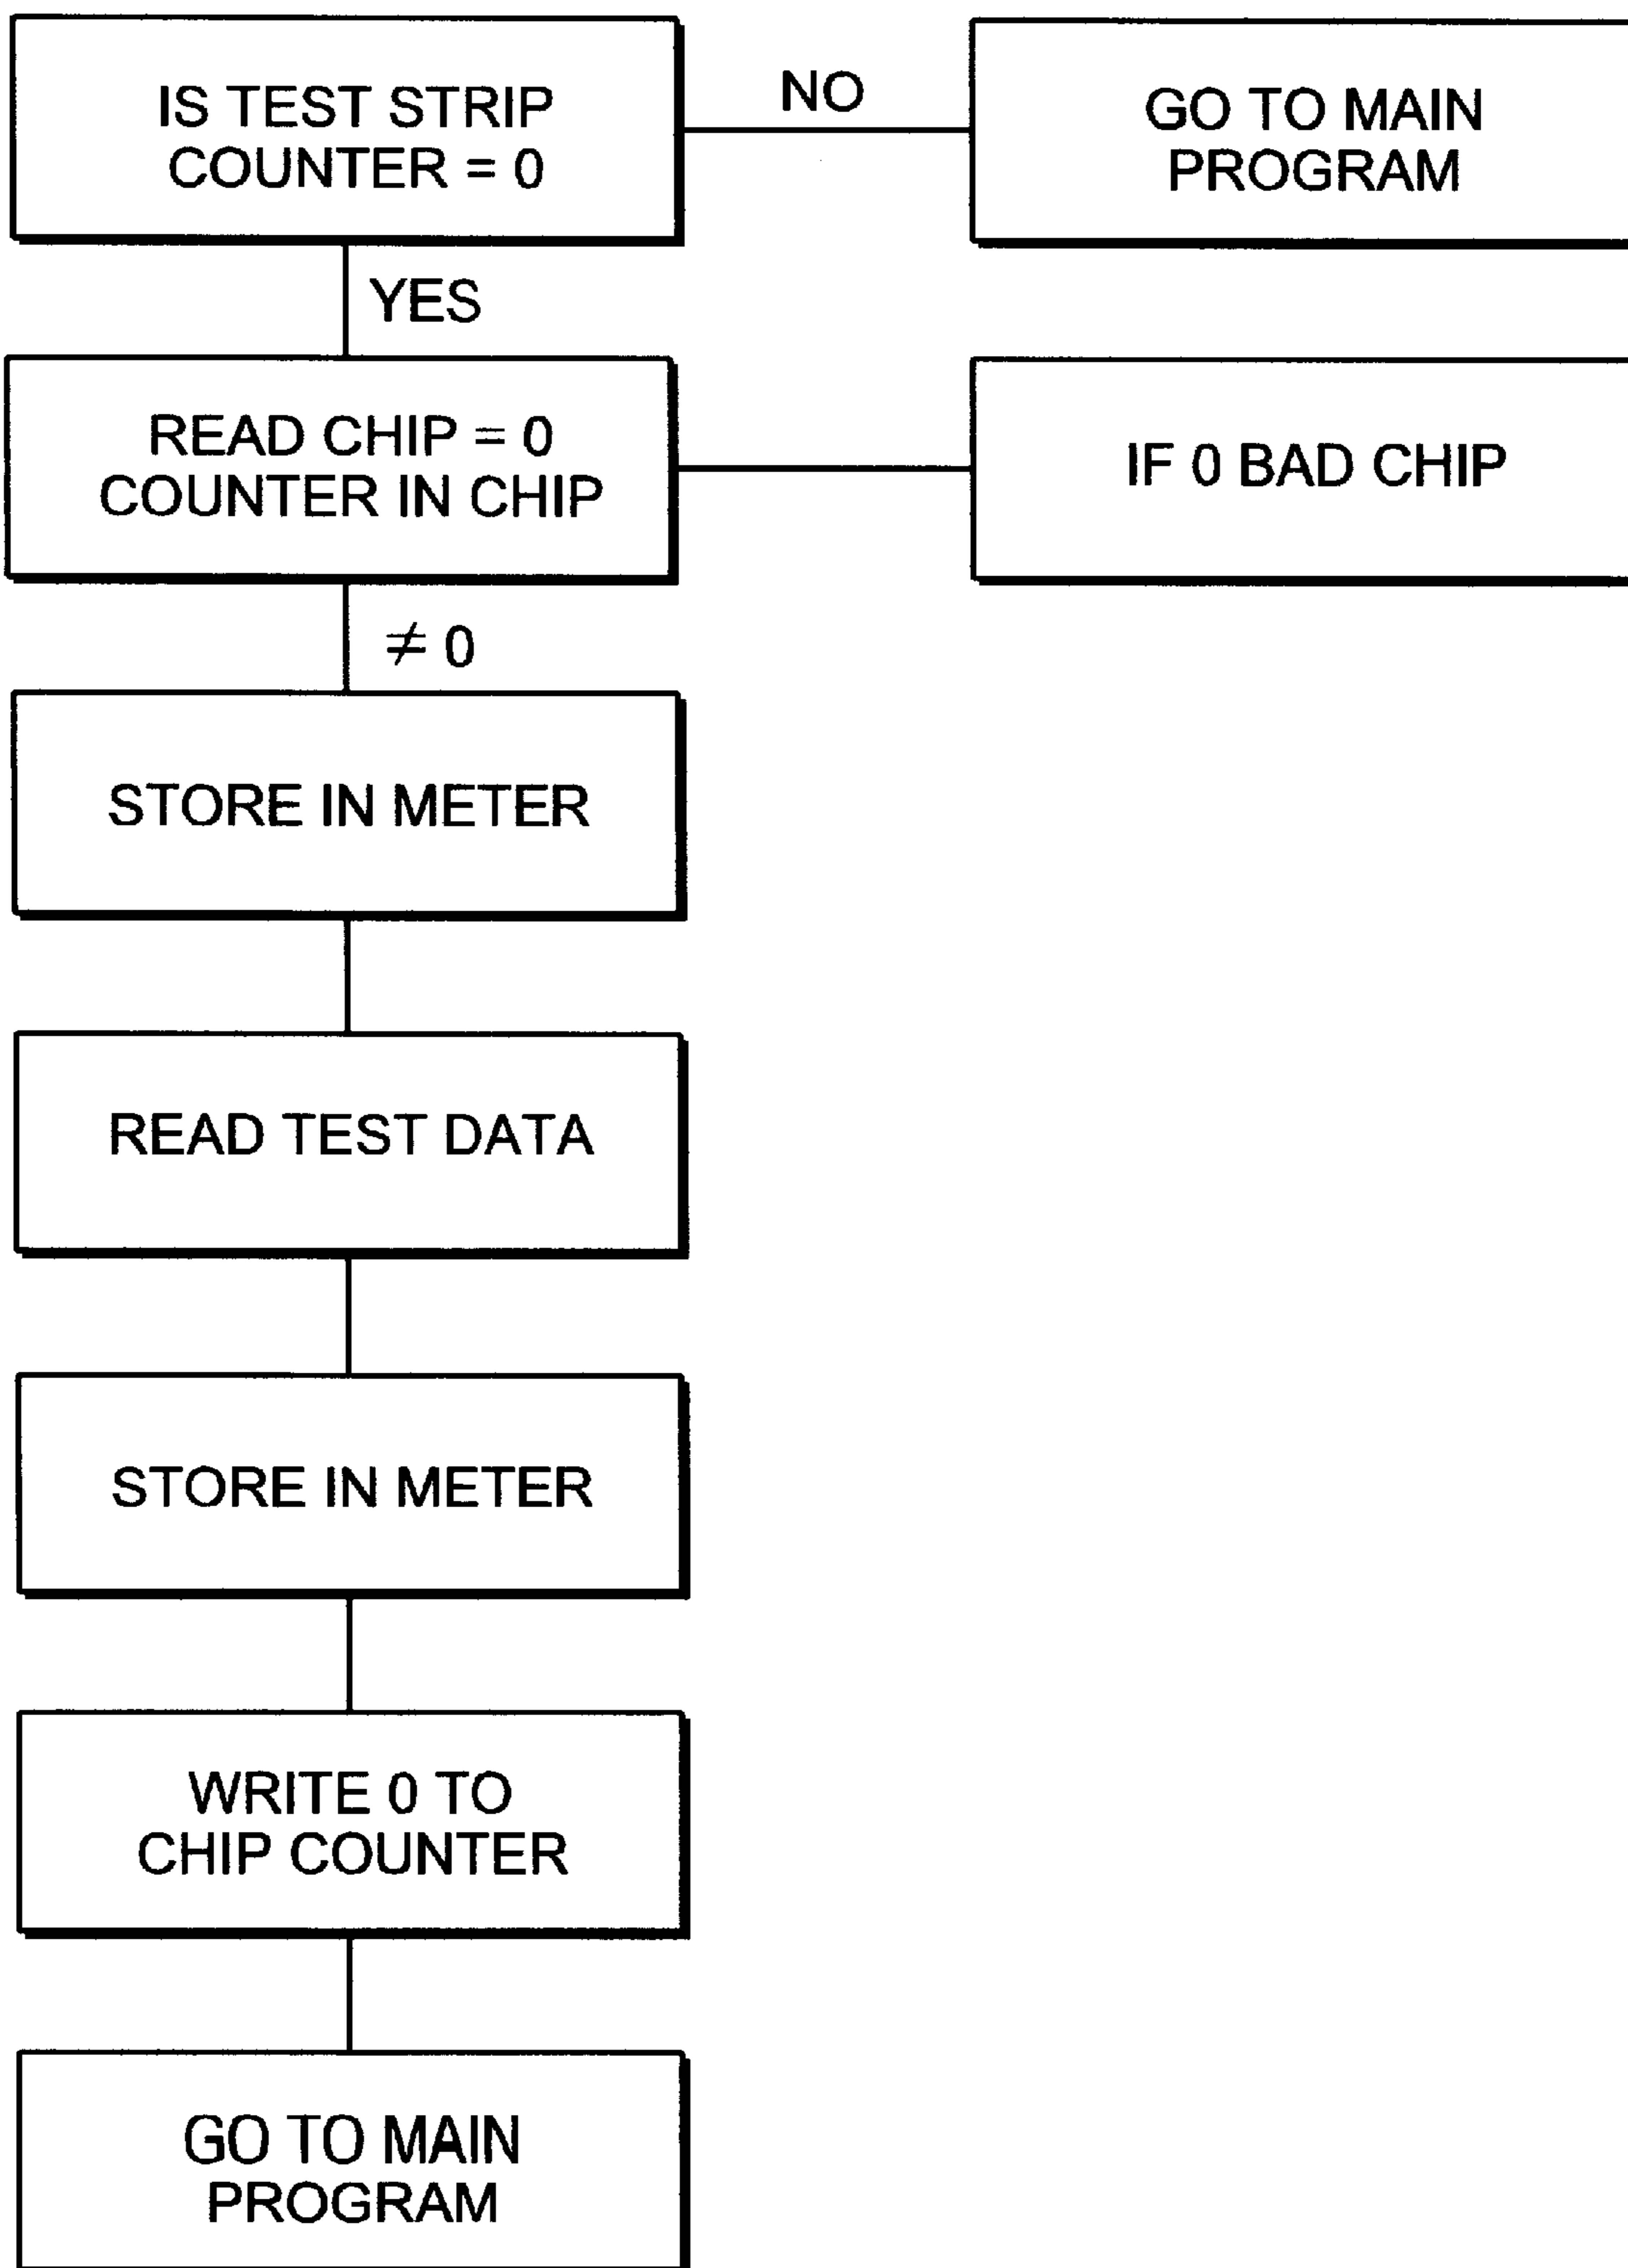 IS TEST STRIP
COUNTER = 0
NO
GO TO MAIN
PROGRAM
YES
READ CHIP = 0
COUNTER IN CHIP
IF 0 BAD CHIP
≠ 0
STORE IN METER
READ TEST DATA
STORE IN METER
WRITE 0 TO
CHIP COUNTER
GO TO MAIN
PROGRAM